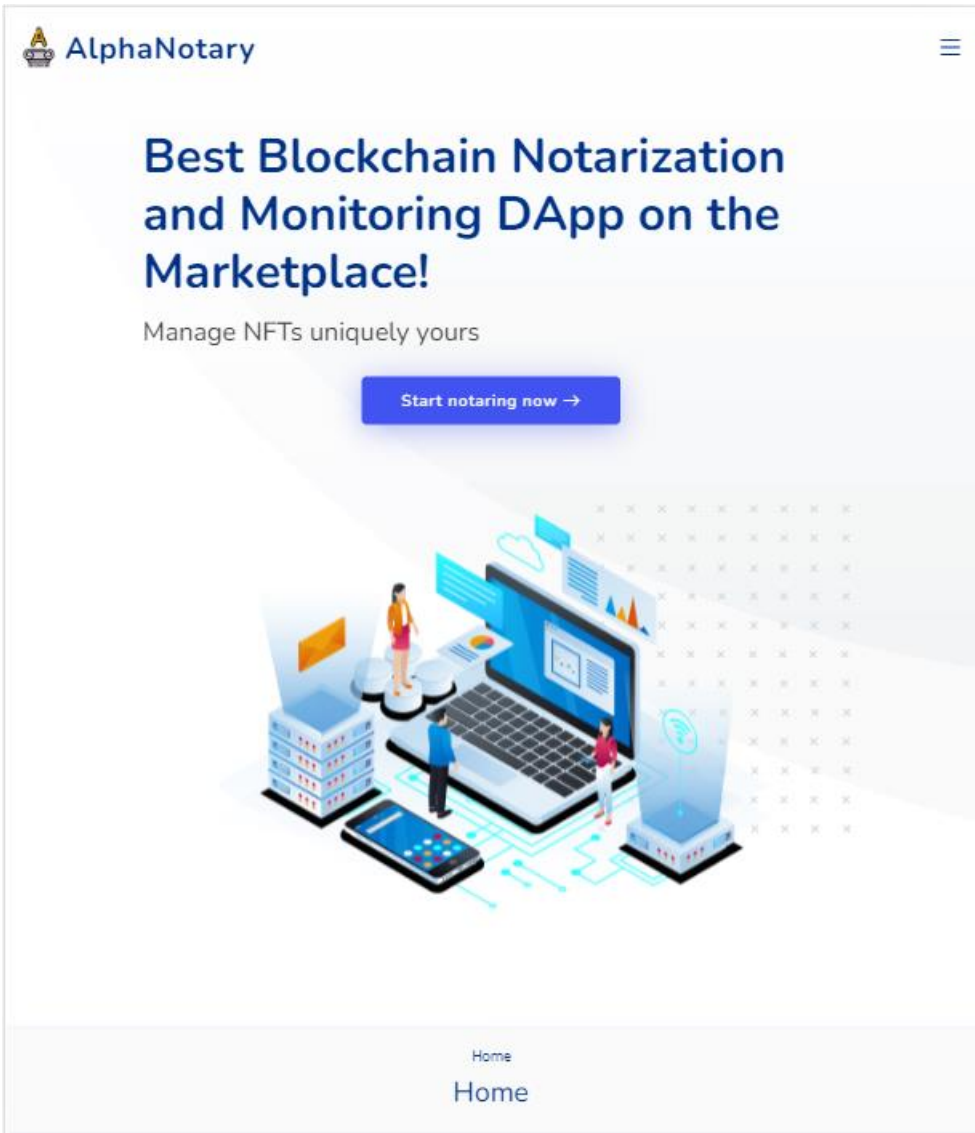 AlphaNotary
Best Blockchain Notarization
and Monitoring DApp on the
Marketplace!
Manage NFTs uniquely yours
Start notaring now →
Home
Home